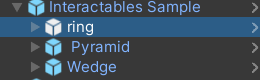 Interactables Sample
ring
Pyramid
Wedge